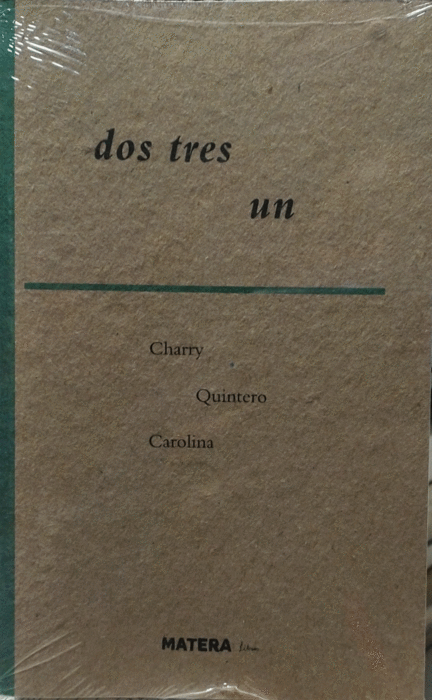 dos tres
un
Charry
Quintero
Carolina
MATERA